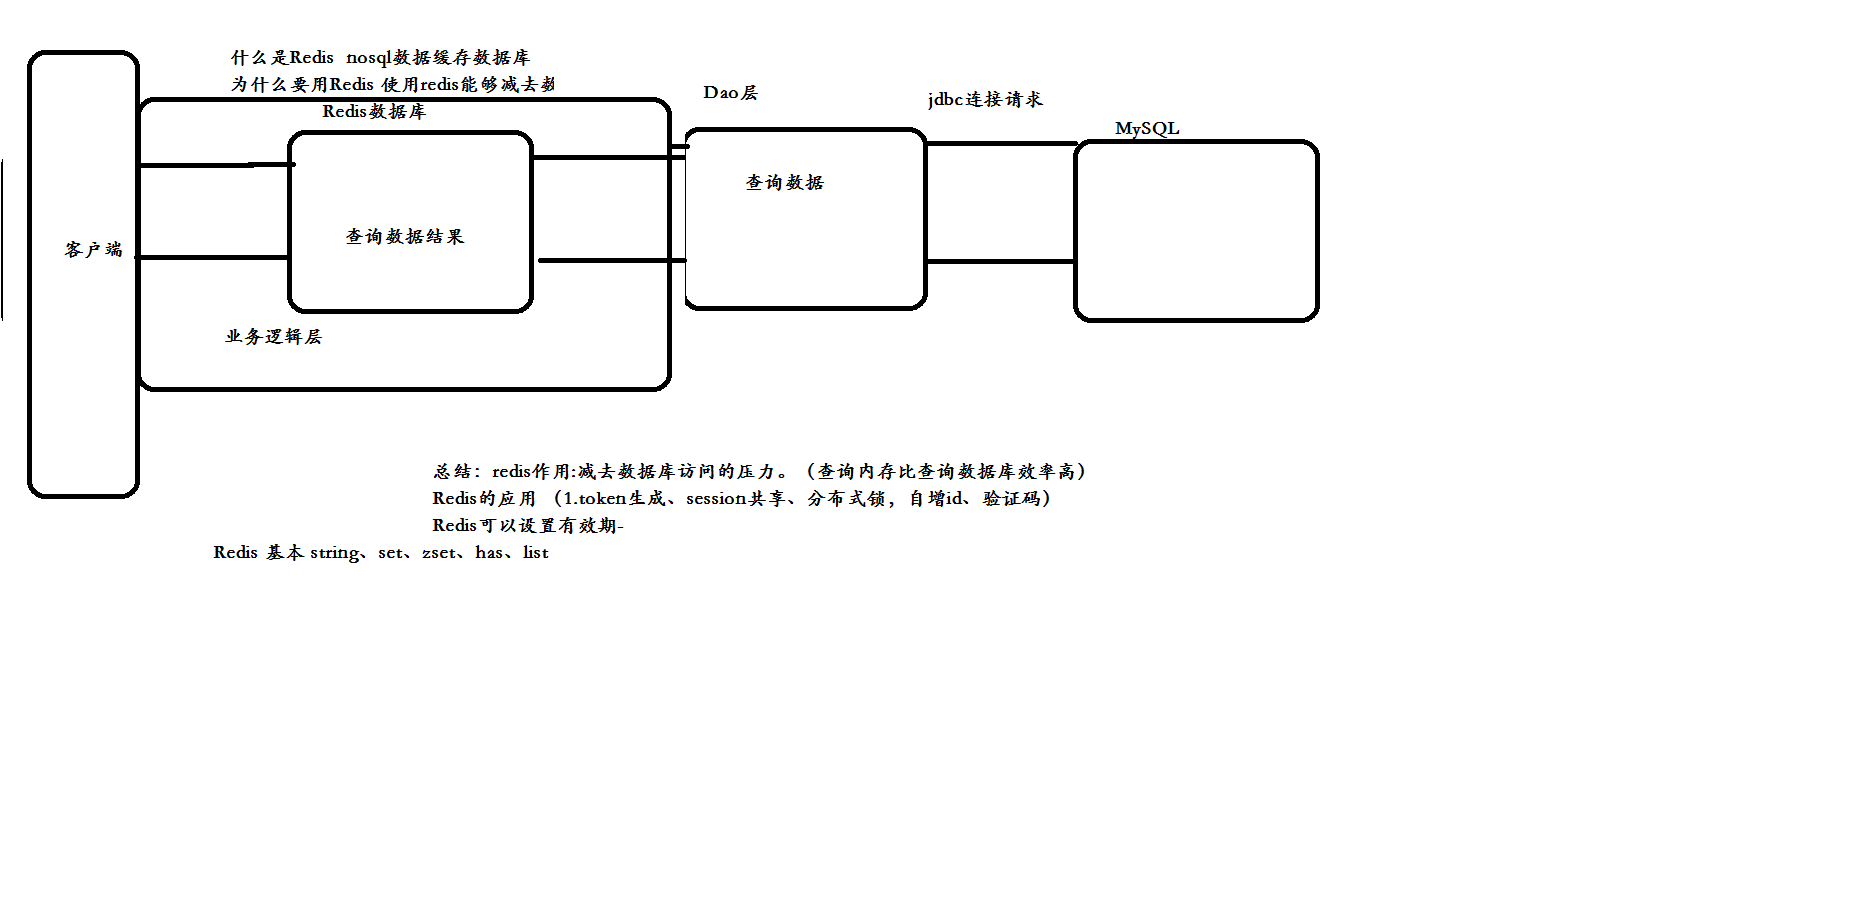 什么是Redis nosql数据缓存数据库
为什么要用Redis 使用redis能够减去数
Redis数据库
Dao层
jdbc连接请求
MySQL
查询数据
查询数据结果
客户端
业务逻辑层
总结：redis作用:减去数据库访问的压力。（查询内存比查询数据库效率高）
Redis的应用 （1.token生成、session共享、分布式锁，自增id、验证码）
Redis可以设置有效期-
Redis 基本 string、set、zset、has、list